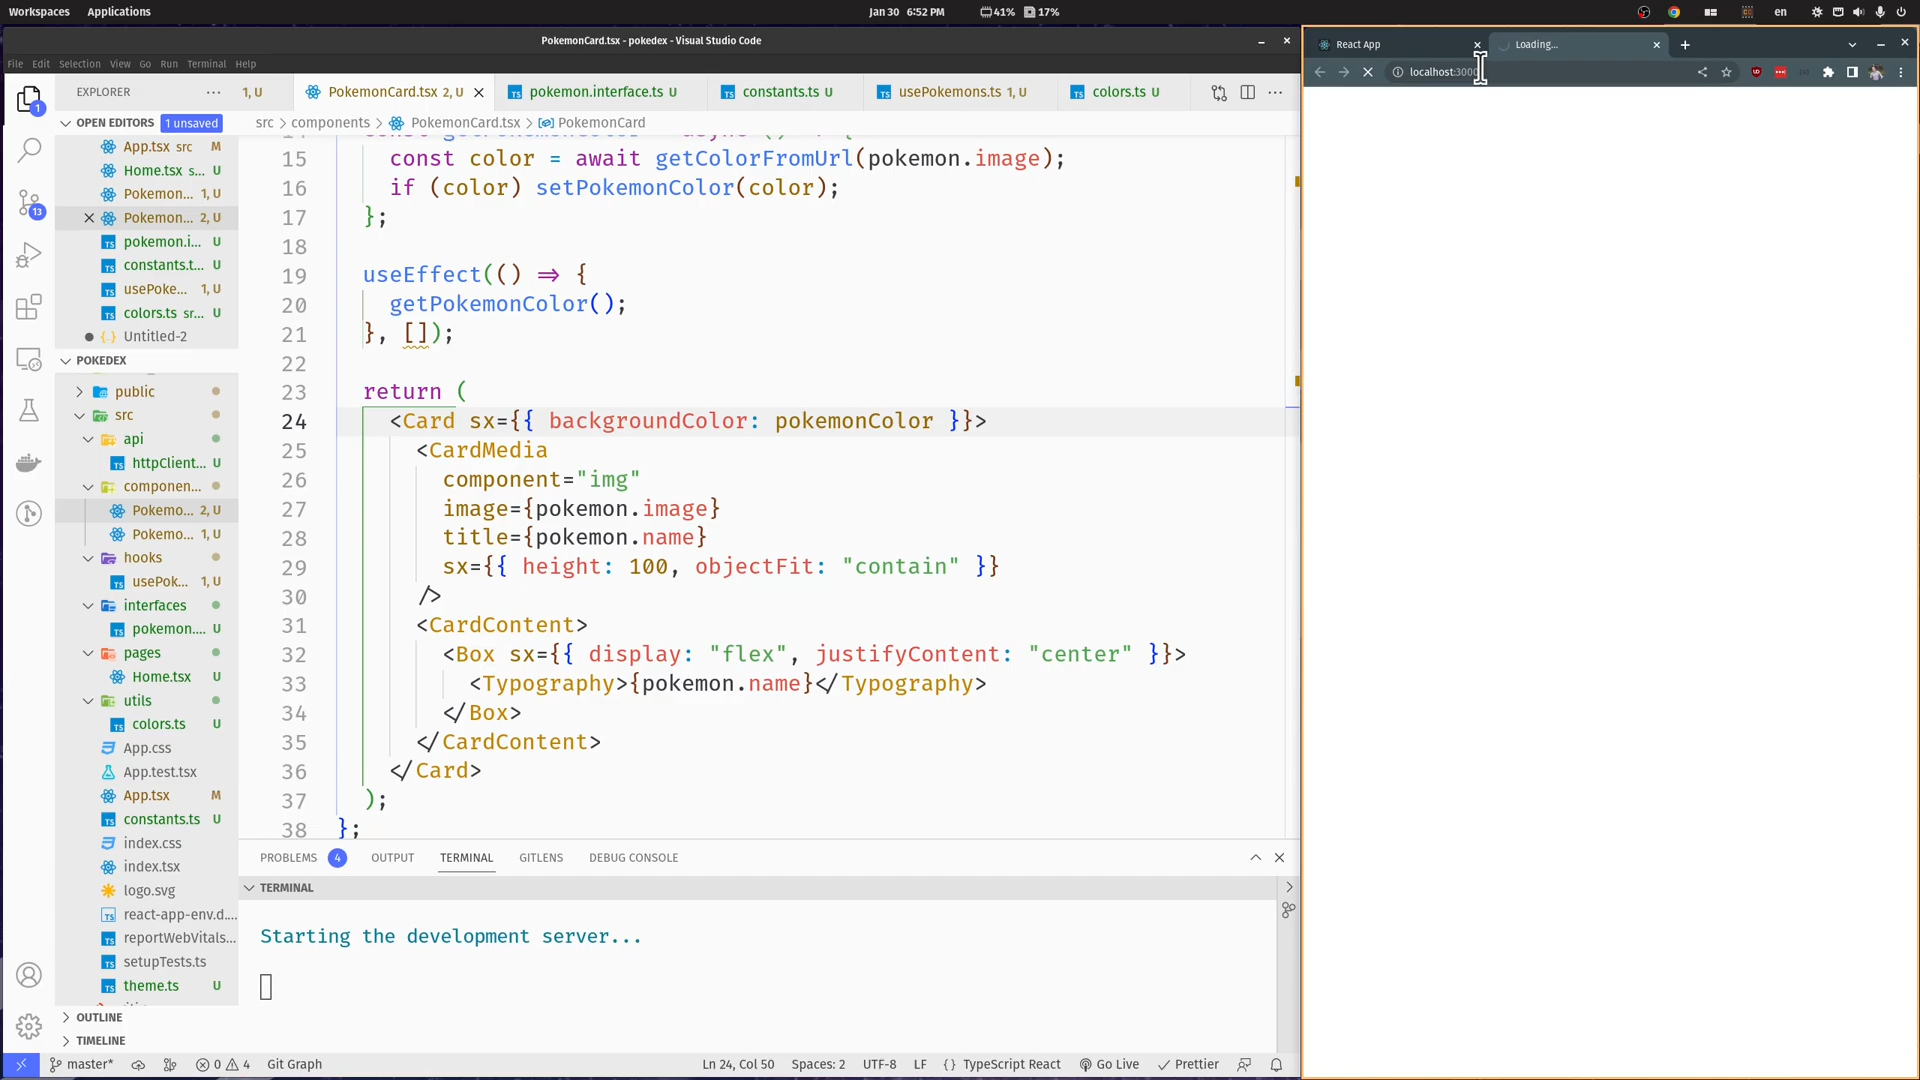 Workspaces Applications
Jan 30 6:52 PM
41% 17%
en
PokemonCard.tsx - pokedex - Visual Studio Code
File Edit Selection View Go Run Terminal Help
EXPLORER
1, U
PokemonCard.tsx 2, U
pokemon.interface.ts U
constants.ts U
usePokemons.ts 1, U
colors.ts U
OPEN EDITORS 1 unsaved
src > components > PokemonCard.tsx > PokemonCard
App.tsx src M
Home.tsx s... U
Pokemon... 1, U
Pokemon... 2, U
pokemon.i... U
constants.t... U
usePoke... 1, U
colors.ts sr... U
Untitled-2
POKEDEX
public
src
api
httpClient... U
componen...
Pokemo... 2, U
Pokemo... 1, U
hooks
usePok... 1, U
interfaces
pokemon.... U
pages
Home.tsx U
utils
colors.ts U
App.css
App.test.tsx
App.tsx M
constants.ts U
index.css
index.tsx
logo.svg
react-app-env.d....
reportWebVitals...
setupTests.ts
theme.ts U
OUTLINE
TIMELINE
15 const color = await getColorFromUrl(pokemon.image);
16 if (color) setPokemonColor(color);
17 };
18
19 useEffect(() => {
20 getPokemonColor();
21 }, []);
22
23 return (
24 <Card sx={{ backgroundColor: pokemonColor }}>
25 <CardMedia
26 component="img"
27 image={pokemon.image}
28 title={pokemon.name}
29 sx={{ height: 100, objectFit: "contain" }}
30 />
31 <CardContent>
32 <Box sx={{ display: "flex", justifyContent: "center" }}>
33 <Typography>{pokemon.name}</Typography>
34 </Box>
35 </CardContent>
36 </Card>
37 );
38 };
PROBLEMS 4 OUTPUT TERMINAL GITLENS DEBUG CONSOLE
TERMINAL
Starting the development server...
1
13
master* 0 4 Git Graph
Ln 24, Col 50 Spaces: 2 UTF-8 LF {} TypeScript React Go Live Prettier
React App
Loading...
localhost:3000